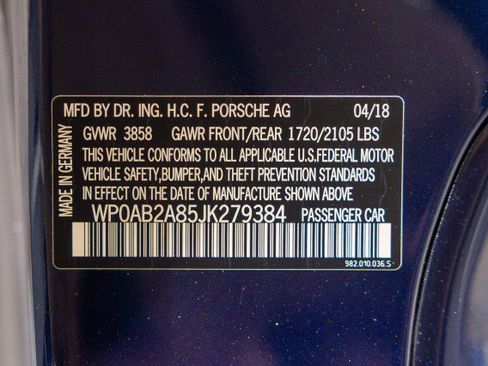 MFD BY DR. ING. H.C. F. PORSCHE AG 04/18
GVWR 3858 GAWR FRONT/REAR 1720/2105 LBS
THIS VEHICLE CONFORMS TO ALL APPLICABLE U.S.FEDERAL MOTOR
VEHICLE SAFETY,BUMPER,AND THEFT PREVENTION STANDARDS
IN EFFECT ON THE DATE OF MANUFACTURE SHOWN ABOVE.
WP0AB2A85JK279384 PASSENGER CAR
MADE IN GERMANY
982.010.036.S